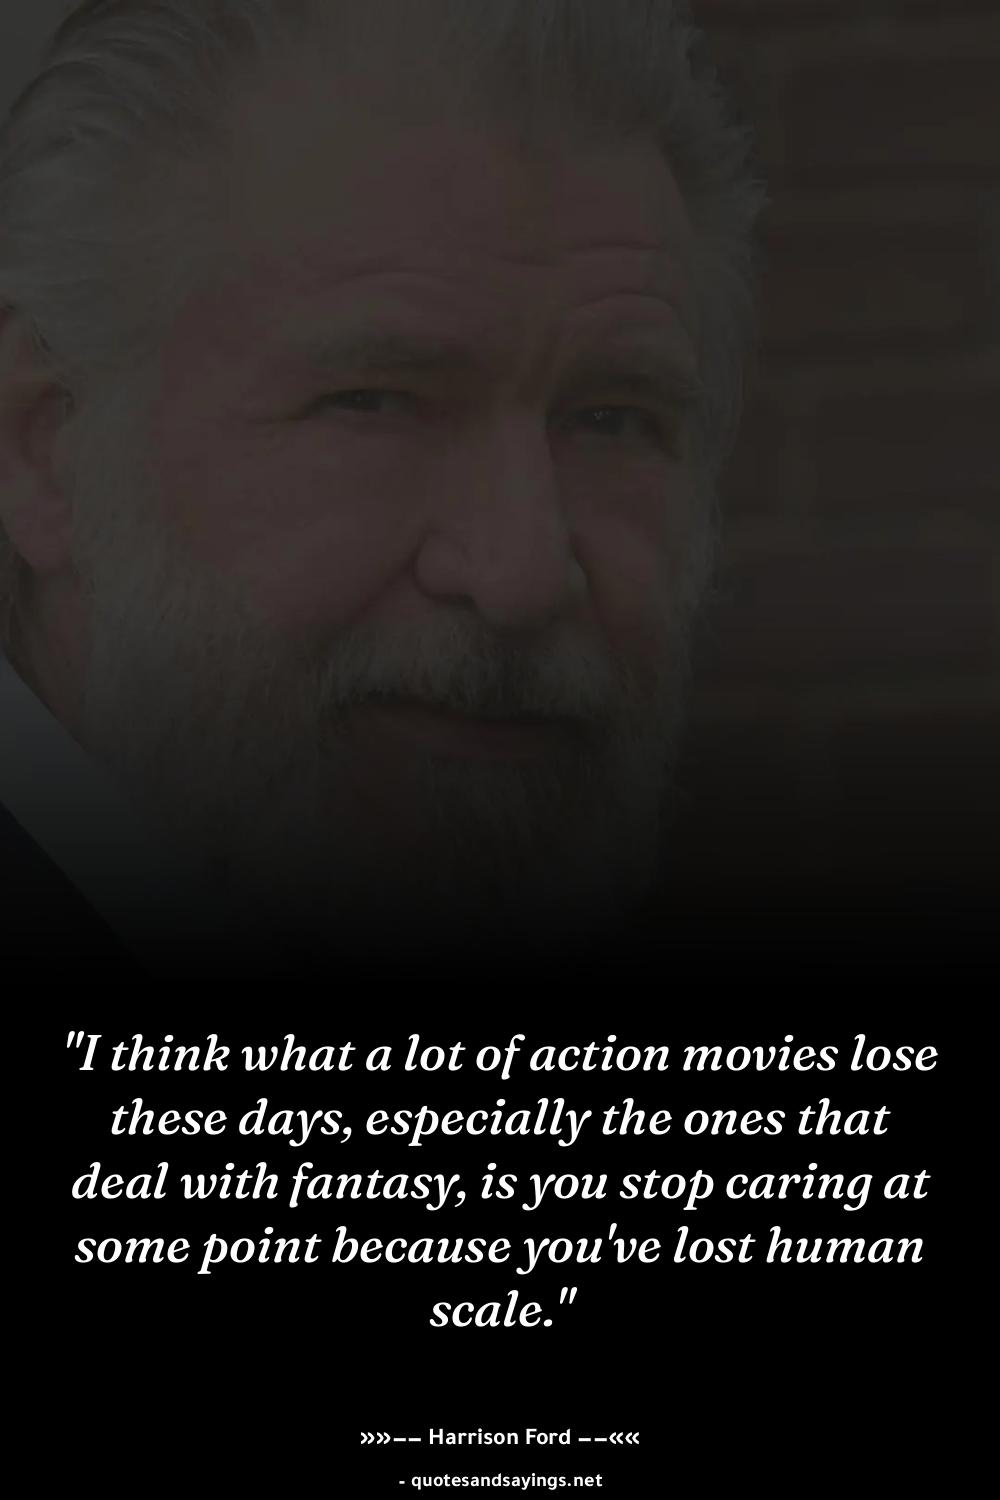 "I think what a lot of action movies lose
these days, especially the ones that
deal with fantasy, is you stop caring at
some point because you've lost human
scale."
»»—— Harrison Ford ——««
- quotesandsayings.net